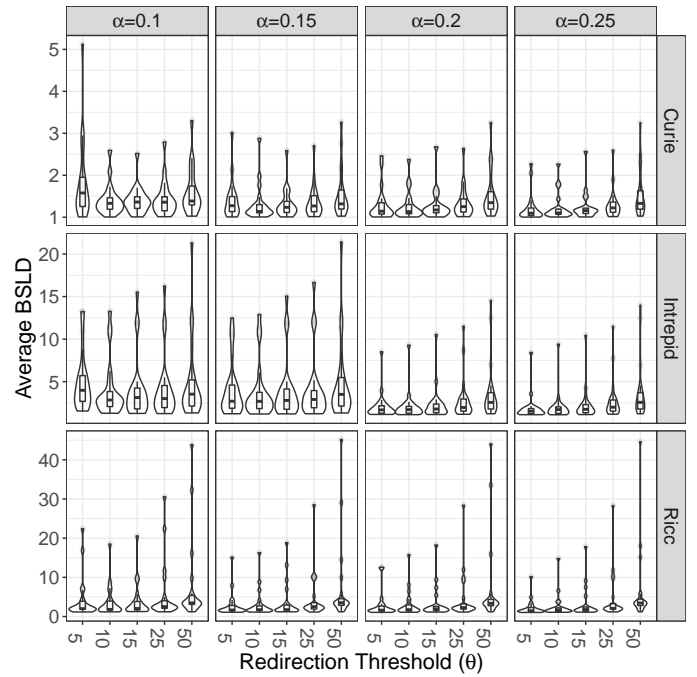 α=0.1 α=0.15 α=0.2 α=0.25
5
4
3
2
1
Curie
20
15
10
5
Intrepid
40
30
20
10
0
Ricc
Average BSLD
5 10 15 25 50 5 10 15 25 50 5 10 15 25 50 5 10 15 25 50
Redirection Threshold (θ)